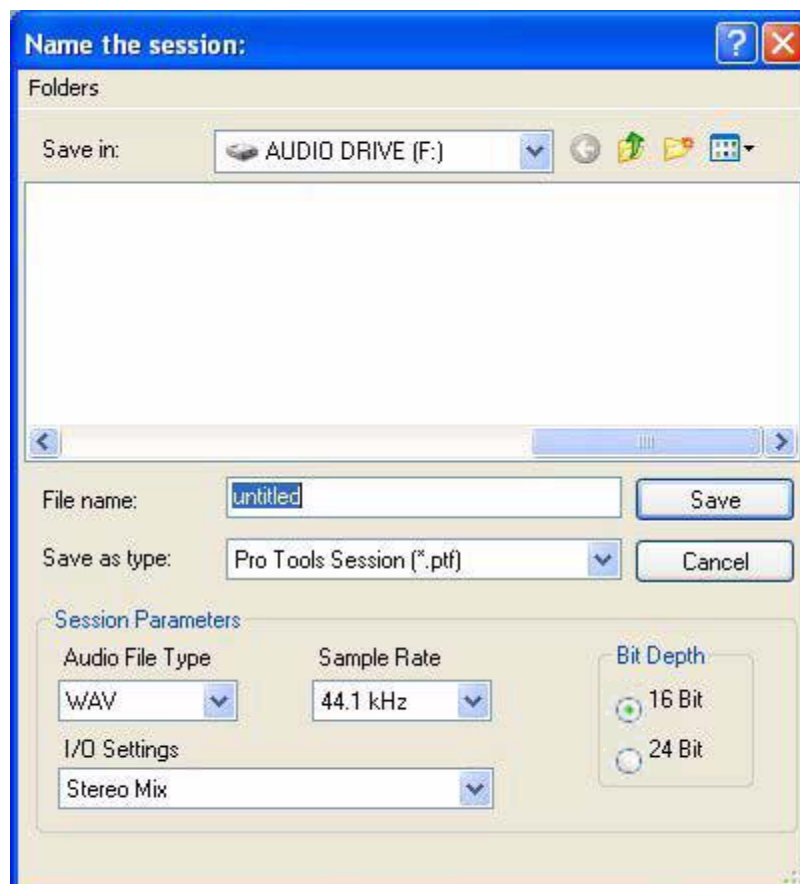 Name the session:
Folders
Save in:
AUDIO DRIVE (F:)
File name:
untitled
Save
Save as type:
Pro Tools Session (*.ptf)
Cancel
Session Parameters
Audio File Type
Sample Rate
Bit Depth
WAV
44.1 kHz
16 Bit
I/O Settings
24 Bit
Stereo Mix